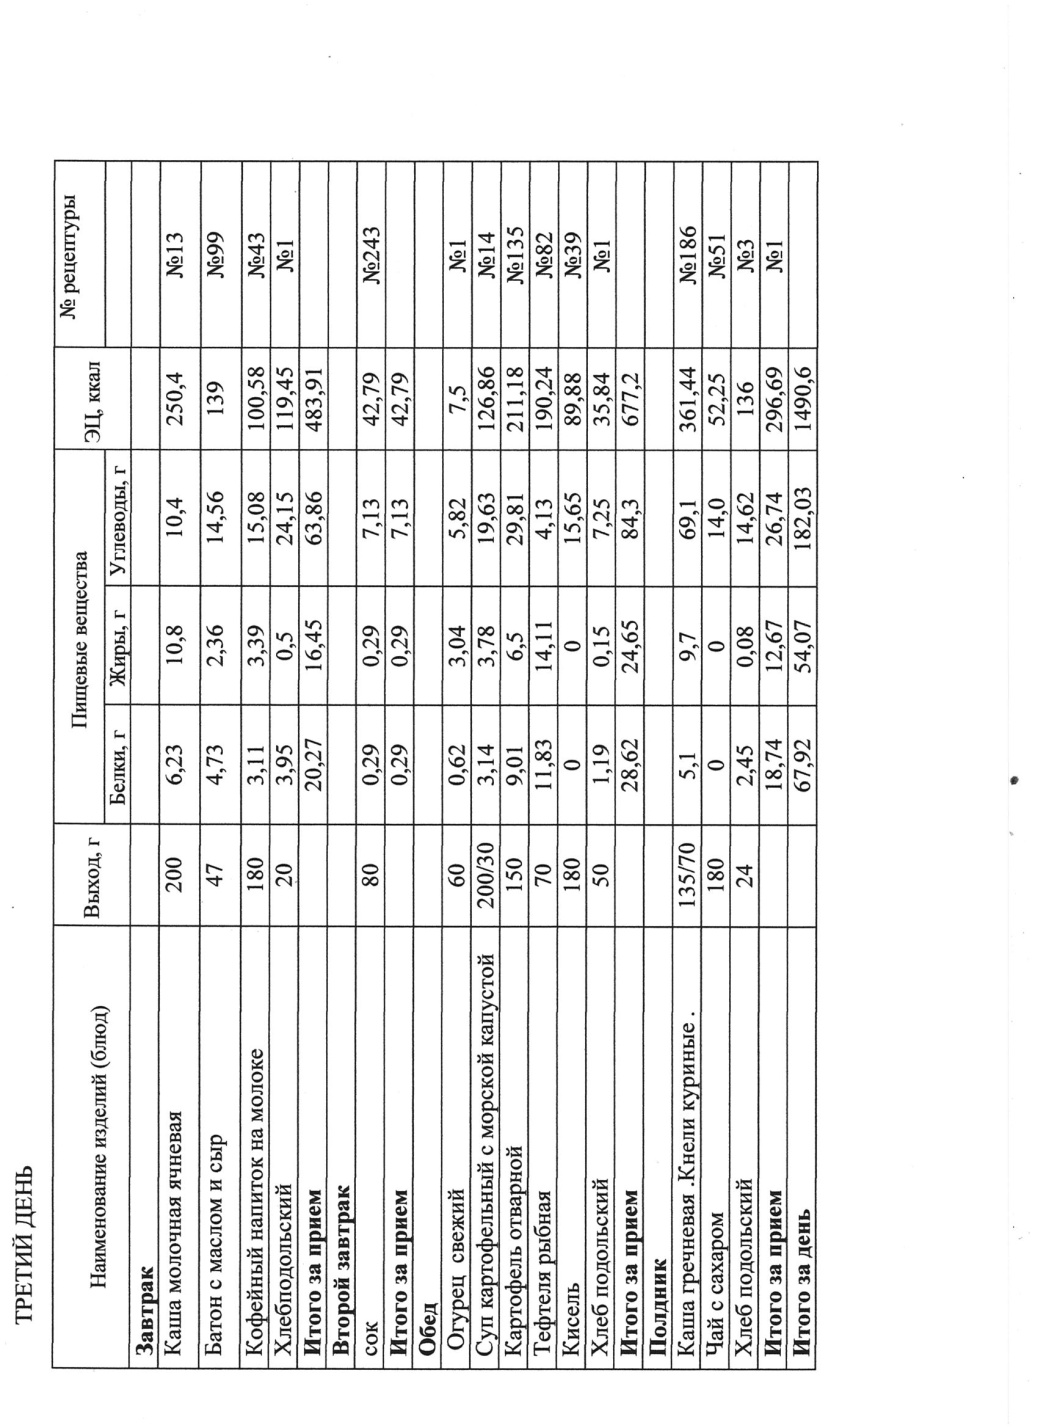 ТРЕТИЙ ДЕНЬ
Наименование изделий (блюд) Выход, г Пищевые вещества ЭЦ, ккал № рецептуры
Белки, г Жиры, г Углеводы, г
Завтрак
Каша молочная ячневая 200 6,23 10,8 10,4 250,4 №13
Батон с маслом и сыр 47 4,73 2,36 14,56 139 №99
Кофейный напиток на молоке 180 3,11 3,39 15,08 100,58 №43
Хлебподольский 20 3,95 0,5 24,15 119,45 №1
Итого за прием 20,27 16,45 63,86 483,91
Второй завтрак
сок 80 0,29 0,29 7,13 42,79 №243
Итого за прием 0,29 0,29 7,13 42,79
Обед
Огурец свежий 60 0,62 3,04 5,82 7,5 №1
Суп картофельный с морской капустой 200/30 3,14 3,78 19,63 126,86 №14
Картофель отварной 150 9,01 6,5 29,81 211,18 №135
Тефтеля рыбная 70 11,83 14,11 4,13 190,24 №82
Кисель 180 0 0 15,65 89,88 №39
Хлеб подольский 50 1,19 0,15 7,25 35,84 №1
Итого за прием 28,62 24,65 84,3 677,2
Полдник
Каша гречневая .Кнели куриные . 135/70 5,1 9,7 69,1 361,44 №186
Чай с сахаром 180 0 0 14,0 52,25 №51
Хлеб подольский 24 2,45 0,08 14,62 136 №3
Итого за прием 18,74 12,67 26,74 296,69 №1
Итого за день 67,92 54,07 182,03 1490,6